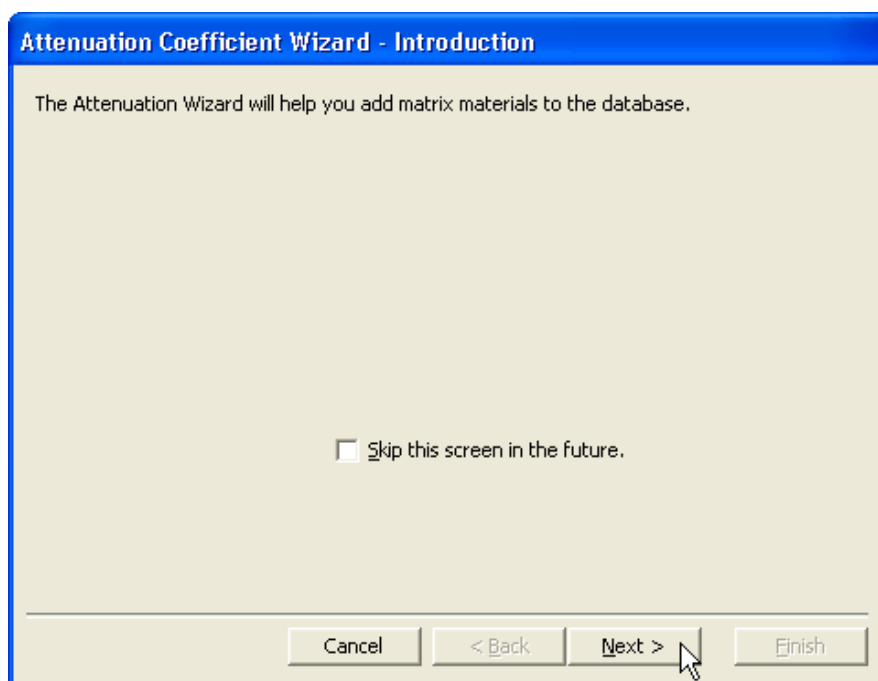 Attenuation Coefficient Wizard - Introduction
The Attenuation Wizard will help you add matrix materials to the database.
Skip this screen in the future.
Cancel
< Back
Next >
Finish